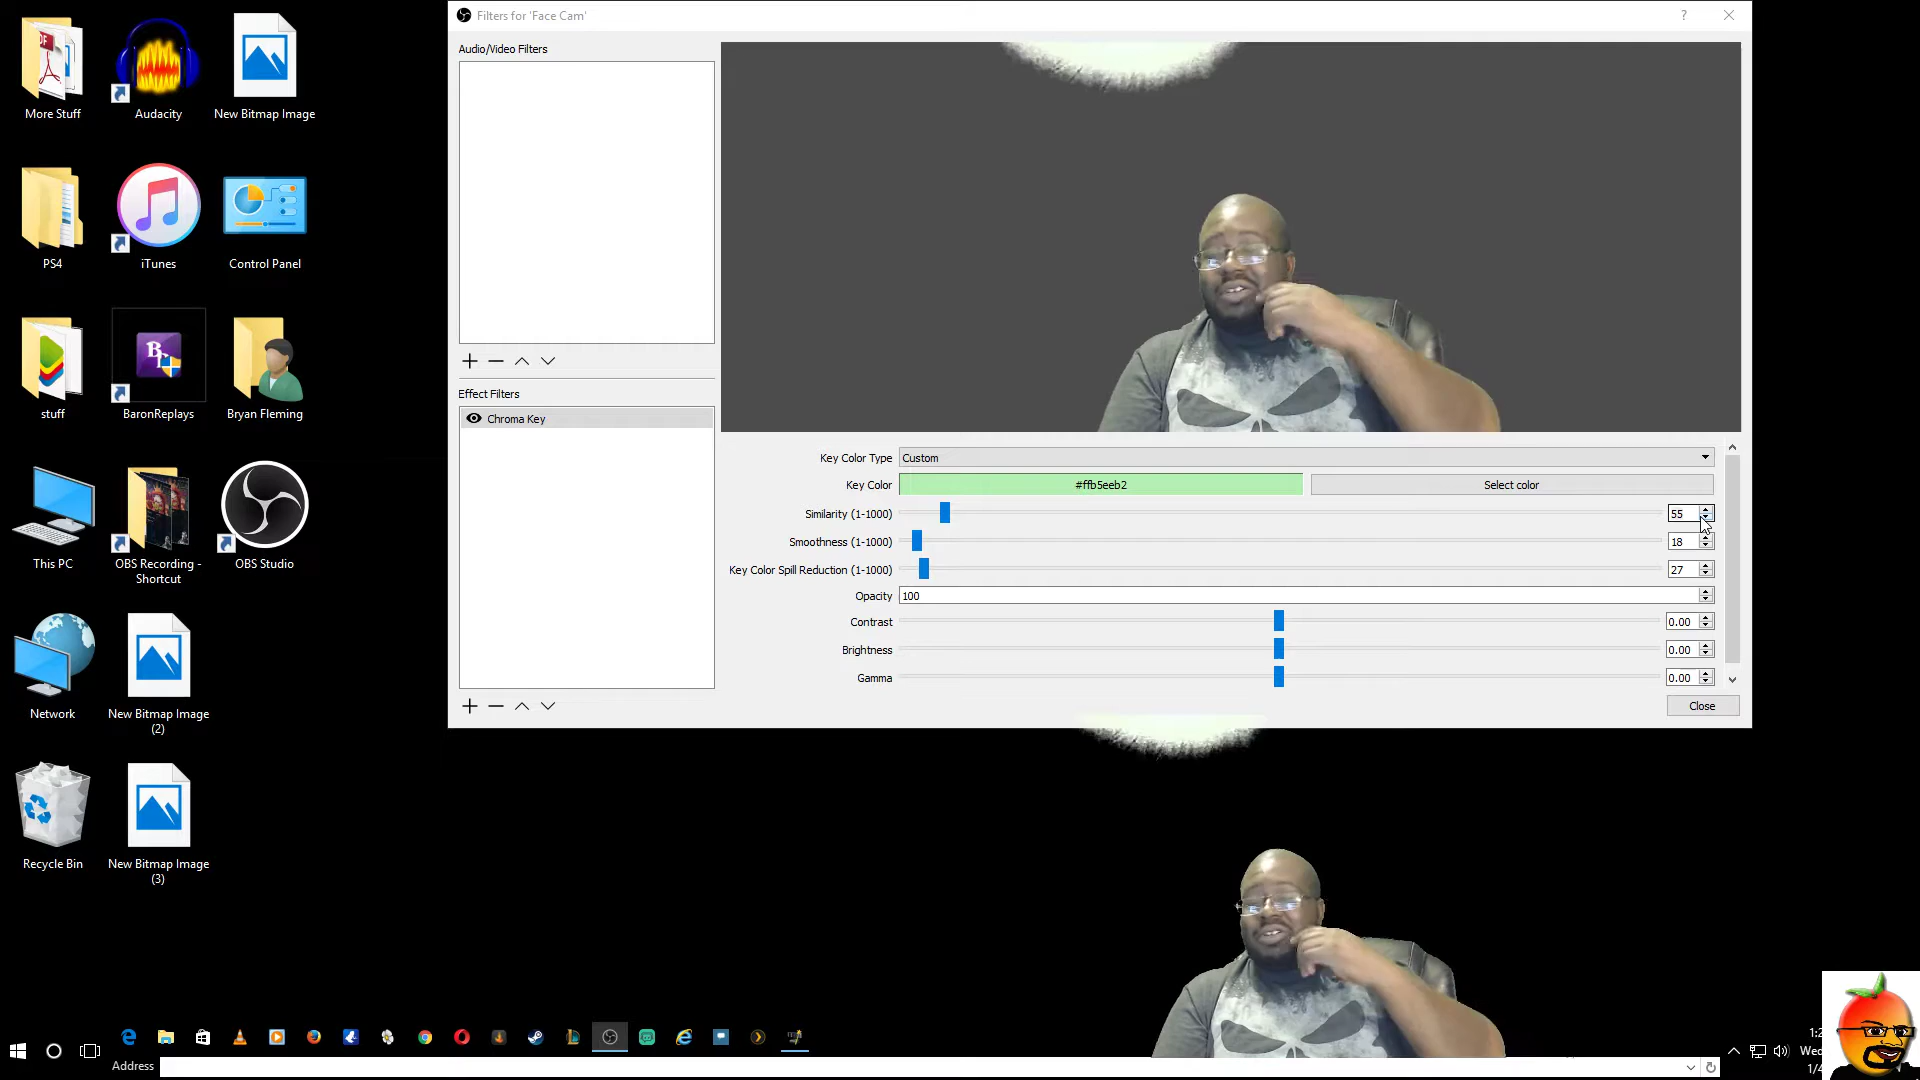 Filters for 'Face Cam'
?
Audio/Video Filters
Effect Filters
Chroma Key
Key Color Type
Custom
Key Color
#ffb5eeb2
Select color
Similarity (1-1000)
55
Smoothness (1-1000)
18
Key Color Spill Reduction (1-1000)
27
Opacity
100
Contrast
0.00
Brightness
0.00
Gamma
0.00
Close
More Stuff
Audacity
New Bitmap Image
PS4
iTunes
Control Panel
stuff
BaronReplays
Bryan Fleming
This PC
OBS Recording -
Shortcut
OBS Studio
Network
New Bitmap Image
(2)
Recycle Bin
New Bitmap Image
(3)
Address